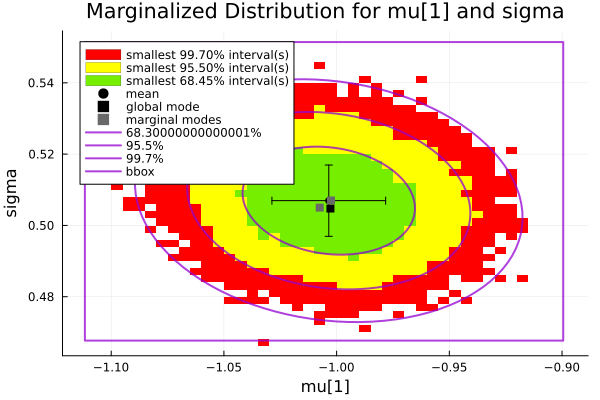 Marginalized Distribution for mu[1] and sigma
smallest 99.70% interval(s)
smallest 95.50% interval(s)
smallest 68.45% interval(s)
mean
global mode
marginal modes
68.30000000000001%
95.5%
99.7%
bbox
0.54
0.52
0.50
0.48
sigma
−1.10
−1.05
−1.00
−0.95
−0.90
mu[1]